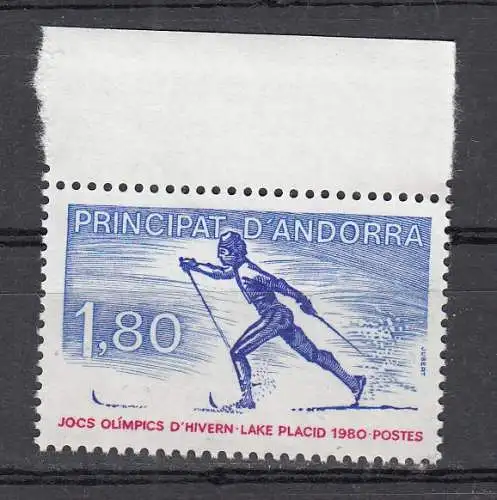 PRINCIPAT D'ANDORRA
1,80
JUBERT
JOCS OLÍMPICS D'HIVERN·LAKE PLACID 1980·POSTES